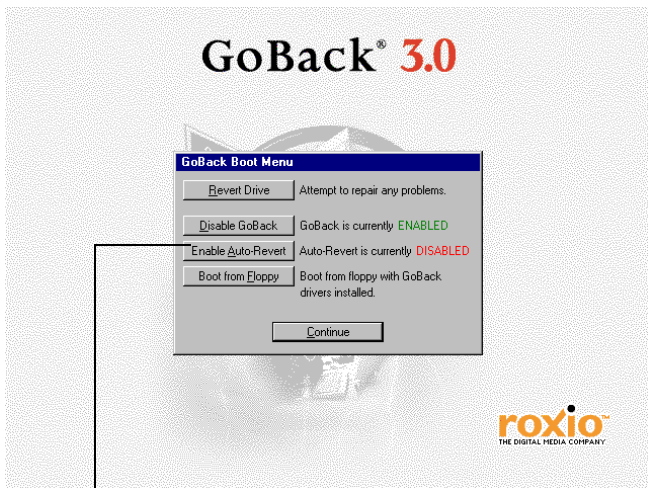 GoBack® 3.0
GoBack Boot Menu
Revert Drive Attempt to repair any problems.
Disable GoBack GoBack is currently ENABLED
Enable Auto-Revert Auto-Revert is currently DISABLED
Boot from Floppy Boot from floppy with GoBack
drivers installed.
Continue
roxio™
THE DIGITAL MEDIA COMPANY